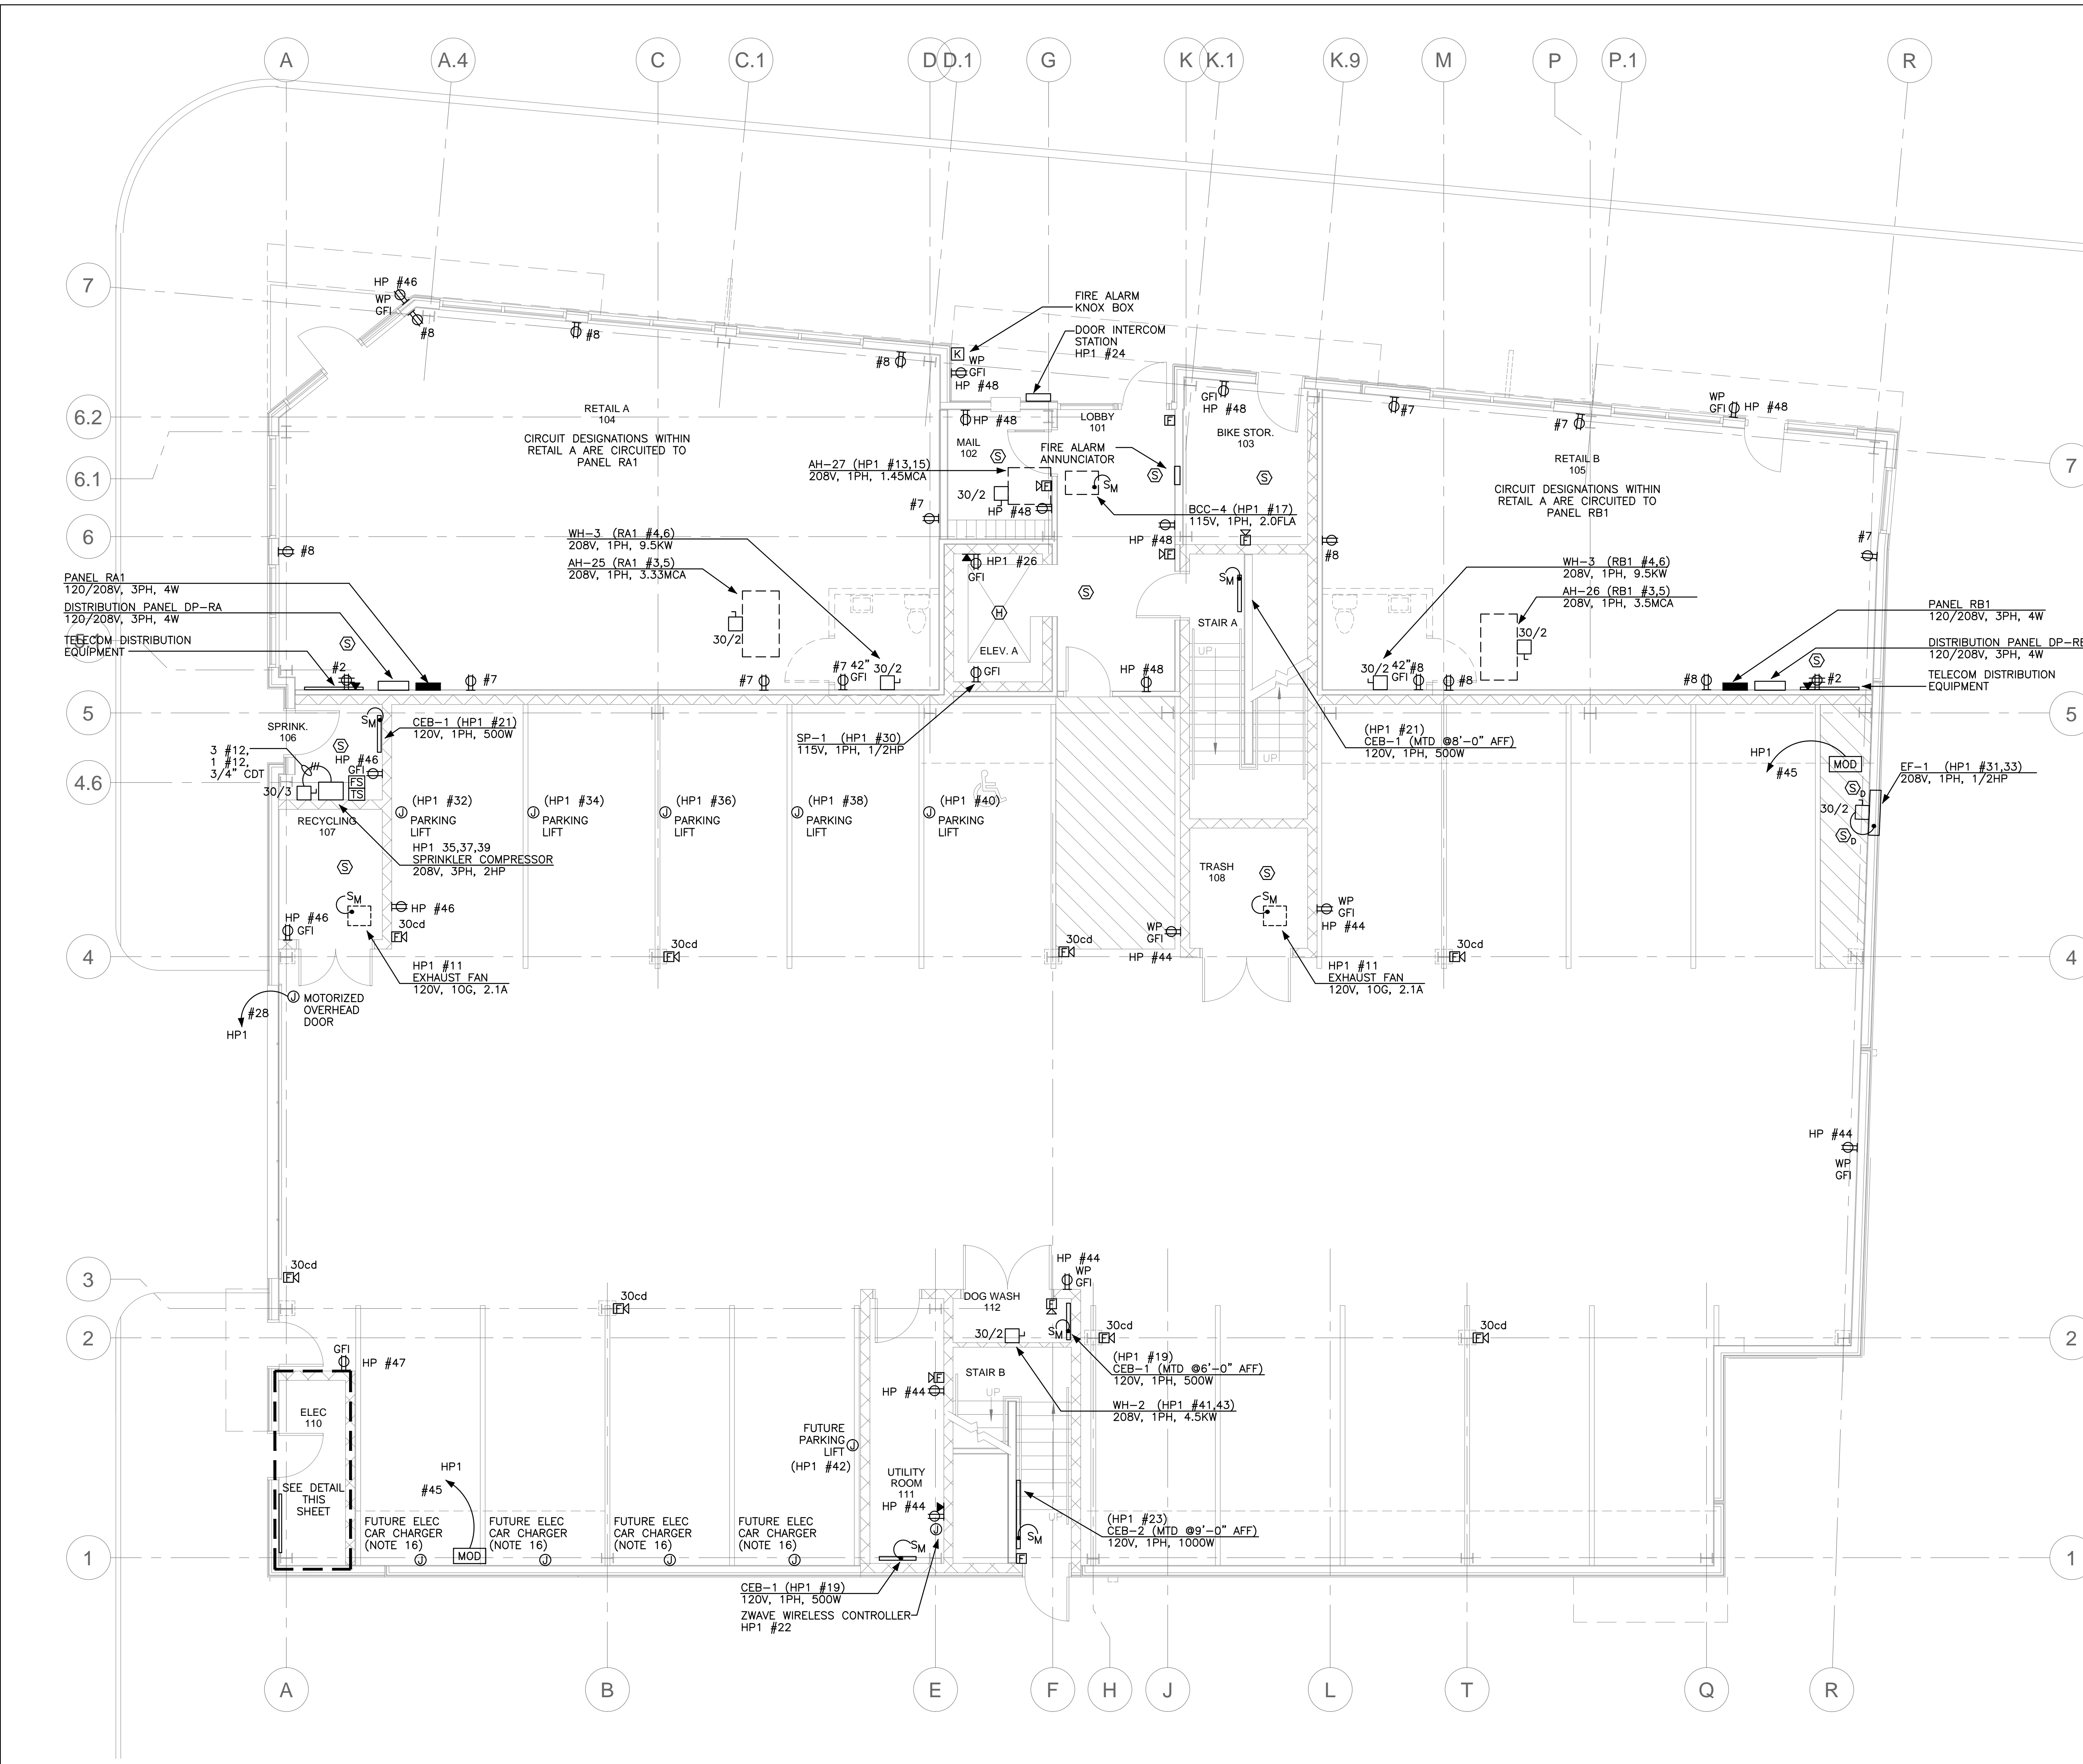 A
A.4
C
C.1
D
D.1
G
K
K.1
K.9
M
P
P.1
R
7
HP #46
WP
GFI
#8
#8
#8
FIRE ALARM
KNOX BOX
DOOR INTERCOM
STATION
HP1 #24
K
WP
GFI
HP #48
6.2
RETAIL A
104
CIRCUIT DESIGNATIONS WITHIN
RETAIL A ARE CIRCUITED TO
PANEL RA1
HP #48
LOBBY
101
F
MAIL
102
S
FIRE ALARM
ANNUNCIATOR
S
GFI
HP #48
BIKE STOR.
103
S
#7
#7
WP
GFI
HP #48
RETAIL B
105
CIRCUIT DESIGNATIONS WITHIN
RETAIL A ARE CIRCUITED TO
PANEL RB1
7
6.1
AH-27 (HP1 #13,15)
208V, 1PH, 1.45MCA
30/2
F
SM
HP #48
#7
BCC-4 (HP1 #17)
115V, 1PH, 2.0FLA
6
#8
WH-3 (RA1 #4,6)
208V, 1PH, 9.5KW
AH-25 (RA1 #3,5)
208V, 1PH, 3.33MCA
HP #48
F
F
#8
#7
HP1 #26
GFI
SM
S
H
WH-3 (RB1 #4,6)
208V, 1PH, 9.5KW
AH-26 (RB1 #3,5)
208V, 1PH, 3.5MCA
PANEL RA1
120/208V, 3PH, 4W
DISTRIBUTION PANEL DP-RA
120/208V, 3PH, 4W
TELECOM DISTRIBUTION
EQUIPMENT
PANEL RB1
120/208V, 3PH, 4W
DISTRIBUTION PANEL DP-RB
120/208V, 3PH, 4W
TELECOM DISTRIBUTION
EQUIPMENT
S
#2
#7
30/2
#7
#7 42"
GFI
30/2
ELEV. A
GFI
STAIR A
UP
UP
HP #48
30/2
42"
GFI
#8
#8
30/2
#8
S
#2
5
5
SPRINK.
106
SM
CEB-1 (HP1 #21)
120V, 1PH, 500W
S
HP #46
GFI
FS
TS
3 #12,
1 #12,
3/4" CDT
30/3
SP-1 (HP1 #30)
115V, 1PH, 1/2HP
(HP1 #21)
CEB-1 (MTD @8'-0" AFF)
120V, 1PH, 500W
HP1
#45
MOD
EF-1 (HP1 #31,33)
208V, 1PH, 1/2HP
SD
30/2
SD
4.6
RECYCLING
107
J
(HP1 #32)
PARKING
LIFT
J
(HP1 #34)
PARKING
LIFT
J
(HP1 #36)
PARKING
LIFT
J
(HP1 #38)
PARKING
LIFT
J
(HP1 #40)
PARKING
LIFT
HP1 35,37,39
SPRINKLER COMPRESSOR
208V, 3PH, 2HP
S
SM
HP #46
HP #46
GFI
30cd
F
TRASH
108
S
SM
WP
GFI
HP #44
WP
GFI
HP #44
30cd
F
30cd
F
30cd
F
4
4
HP1 #11
EXHAUST FAN
120V, 10G, 2.1A
HP1 #11
EXHAUST FAN
120V, 10G, 2.1A
J
MOTORIZED
OVERHEAD
DOOR
#28
HP1
HP #44
WP
GFI
3
30cd
F
30cd
F
HP #44
WP
GFI
DOG WASH
112
F
30/2
SM
30cd
F
30cd
F
2
2
GFI
HP #47
(HP1 #19)
CEB-1 (MTD @6'-0" AFF)
120V, 1PH, 500W
WH-2 (HP1 #41,43)
208V, 1PH, 4.5KW
F
HP #44
STAIR B
UP
ELEC
110
FUTURE
PARKING
LIFT
J
(HP1 #42)
HP1
#45
UTILITY
ROOM
111
HP #44
SEE DETAIL
THIS
SHEET
UP
J
SM
(HP1 #23)
CEB-2 (MTD @9'-0" AFF)
120V, 1PH, 1000W
FUTURE ELEC
CAR CHARGER
(NOTE 16)
J
FUTURE ELEC
CAR CHARGER
(NOTE 16)
J
FUTURE ELEC
CAR CHARGER
(NOTE 16)
J
FUTURE ELEC
CAR CHARGER
(NOTE 16)
J
MOD
SM
F
1
1
CEB-1 (HP1 #19)
120V, 1PH, 500W
ZWAVE WIRELESS CONTROLLER
HP1 #22
A
B
E
F
H
J
L
T
Q
R